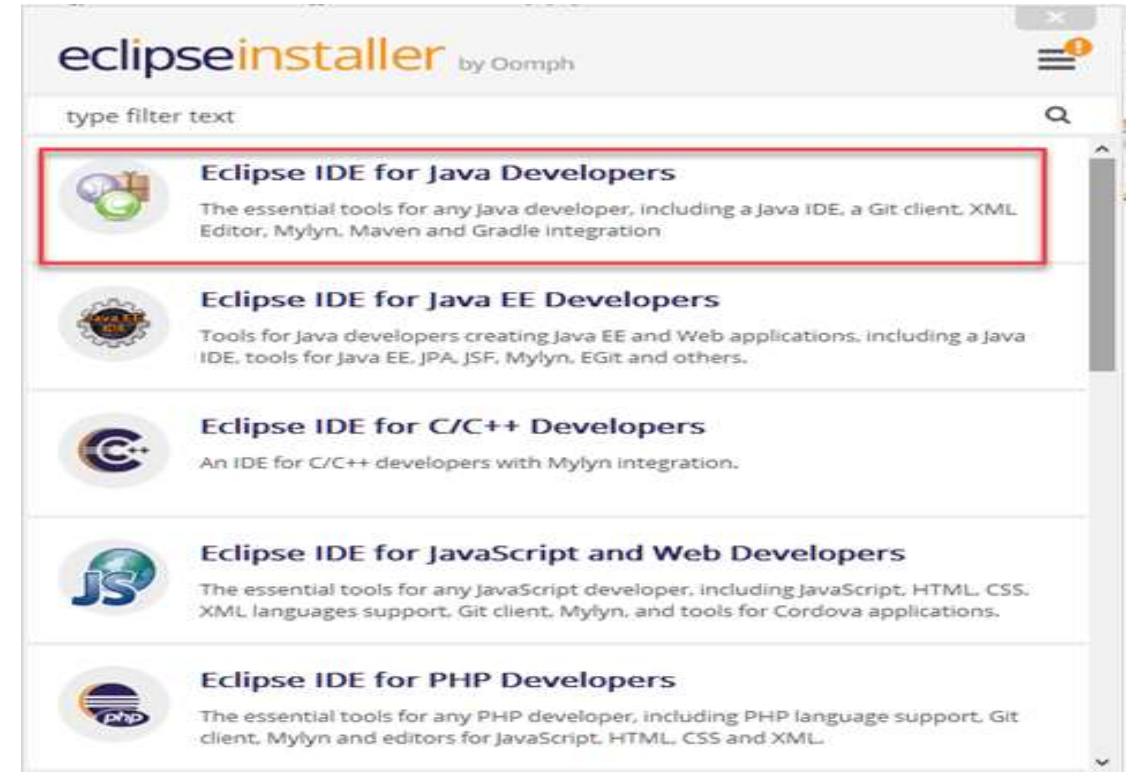 eclipseinstaller by Oomph
type filter text
Eclipse IDE for Java Developers
The essential tools for any Java developer, including a Java IDE, a Git client, XML
Editor, Mylyn, Maven and Gradle integration
Eclipse IDE for Java EE Developers
Java EE
IDE
Tools for Java developers creating Java EE and Web applications, including a Java
IDE, tools for Java EE, JPA, JSF, Mylyn, EGit and others.
Eclipse IDE for C/C++ Developers
C++
An IDE for C/C++ developers with Mylyn integration.
Eclipse IDE for JavaScript and Web Developers
JS
The essential tools for any JavaScript developer, including JavaScript, HTML, CSS,
XML languages support, Git client, Mylyn, and tools for Cordova applications.
Eclipse IDE for PHP Developers
php
The essential tools for any PHP developer, including PHP language support, Git
client, Mylyn and editors for JavaScript, HTML, CSS and XML.